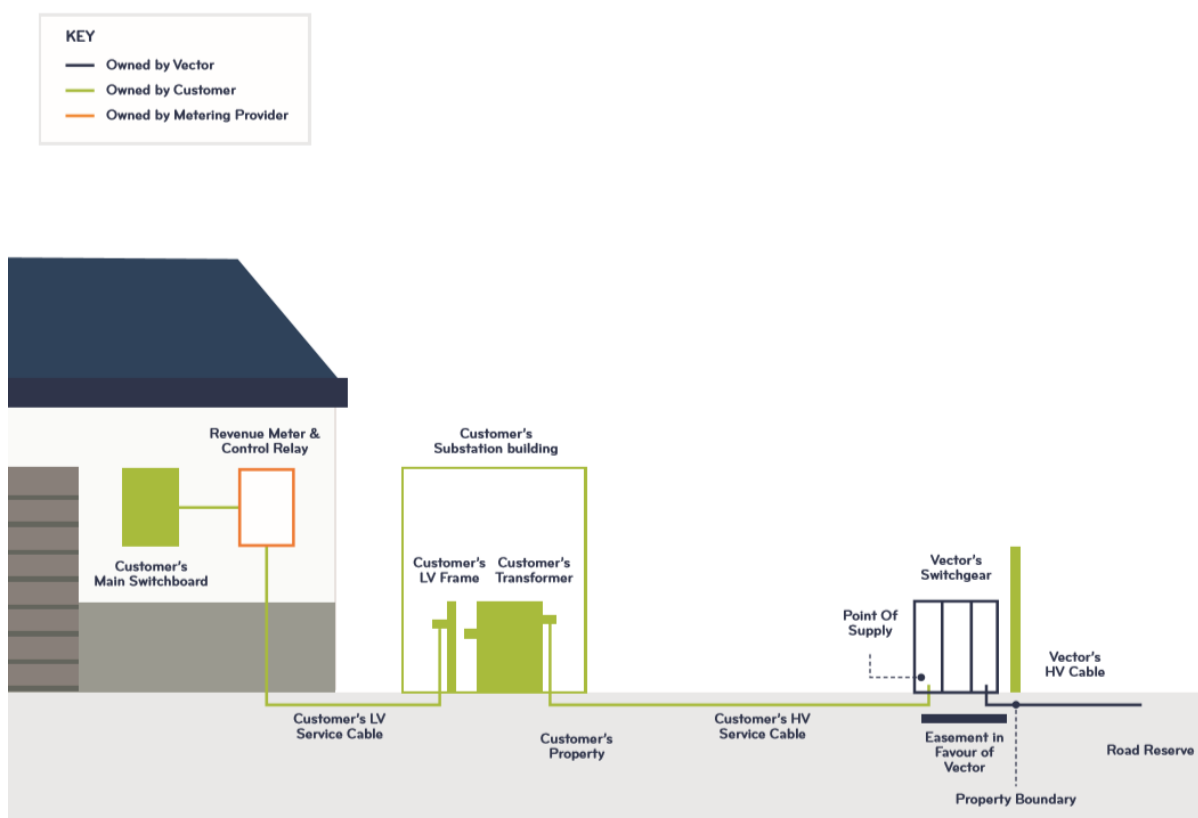 KEY
Owned by Vector
Owned by Customer
Owned by Metering Provider
Revenue Meter &
Control Relay
Customer's
Main Switchboard
Customer's
Substation building
Customer's
LV Frame
Customer's
Transformer
Vector's
Switchgear
Point Of
Supply
Vector's
HV Cable
Customer's LV
Service Cable
Customer's
Property
Customer's HV
Service Cable
Easement in
Favour of
Vector
Road Reserve
Property Boundary